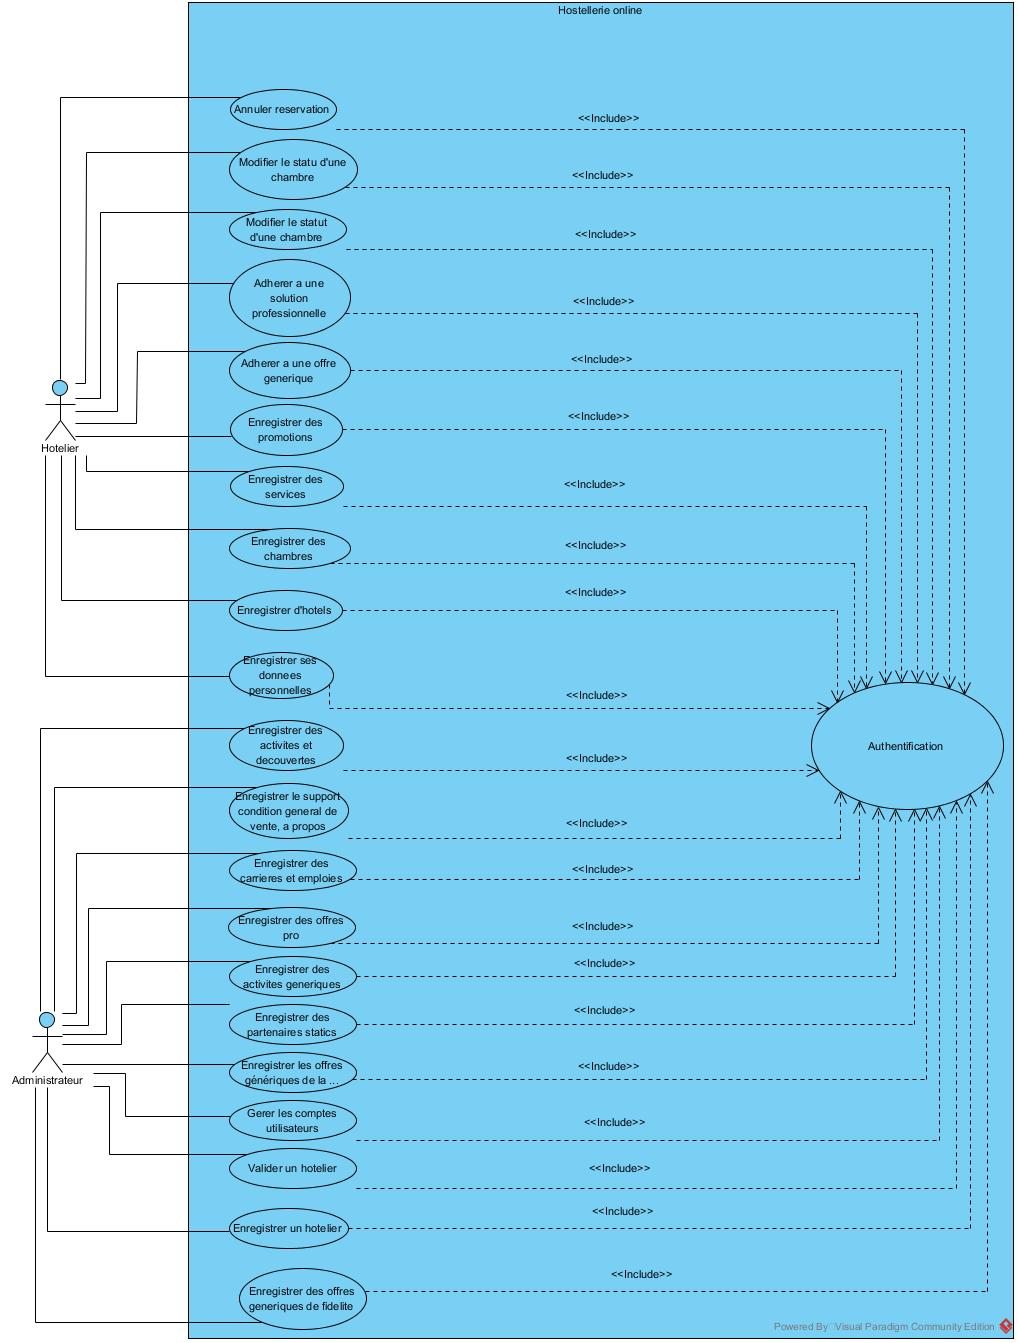 Hostellerie online
Annuler reservation
<<Include>>
Modifier le statu d'une
chambre
<<Include>>
Modifier le statut
d'une chambre
<<Include>>
Adherer a une
solution
professionnelle
<<Include>>
Adherer a une offre
generique
<<Include>>
Enregistrer des
promotions
<<Include>>
Hotelier
Enregistrer des
services
<<Include>>
Enregistrer des
chambres
<<Include>>
Enregistrer d'hotels
<<Include>>
Enregistrer ses
donnees
personnelles
<<Include>>
Authentification
Enregistrer des
activites et
decouvertes
<<Include>>
Enregistrer le support
condition general de
vente, a propos
<<Include>>
Enregistrer des
carrieres et emploies
<<Include>>
Enregistrer des offres
pro
<<Include>>
Enregistrer des
activites generiques
<<Include>>
Enregistrer des
partenaires statics
<<Include>>
Administrateur
Enregistrer les offres
génériques de la ...
<<Include>>
Gerer les comptes
utilisateurs
<<Include>>
Valider un hotelier
<<Include>>
Enregistrer un hotelier
<<Include>>
Enregistrer des offres
generiques de fidelite
<<Include>>
Powered By Visual Paradigm Community Edition